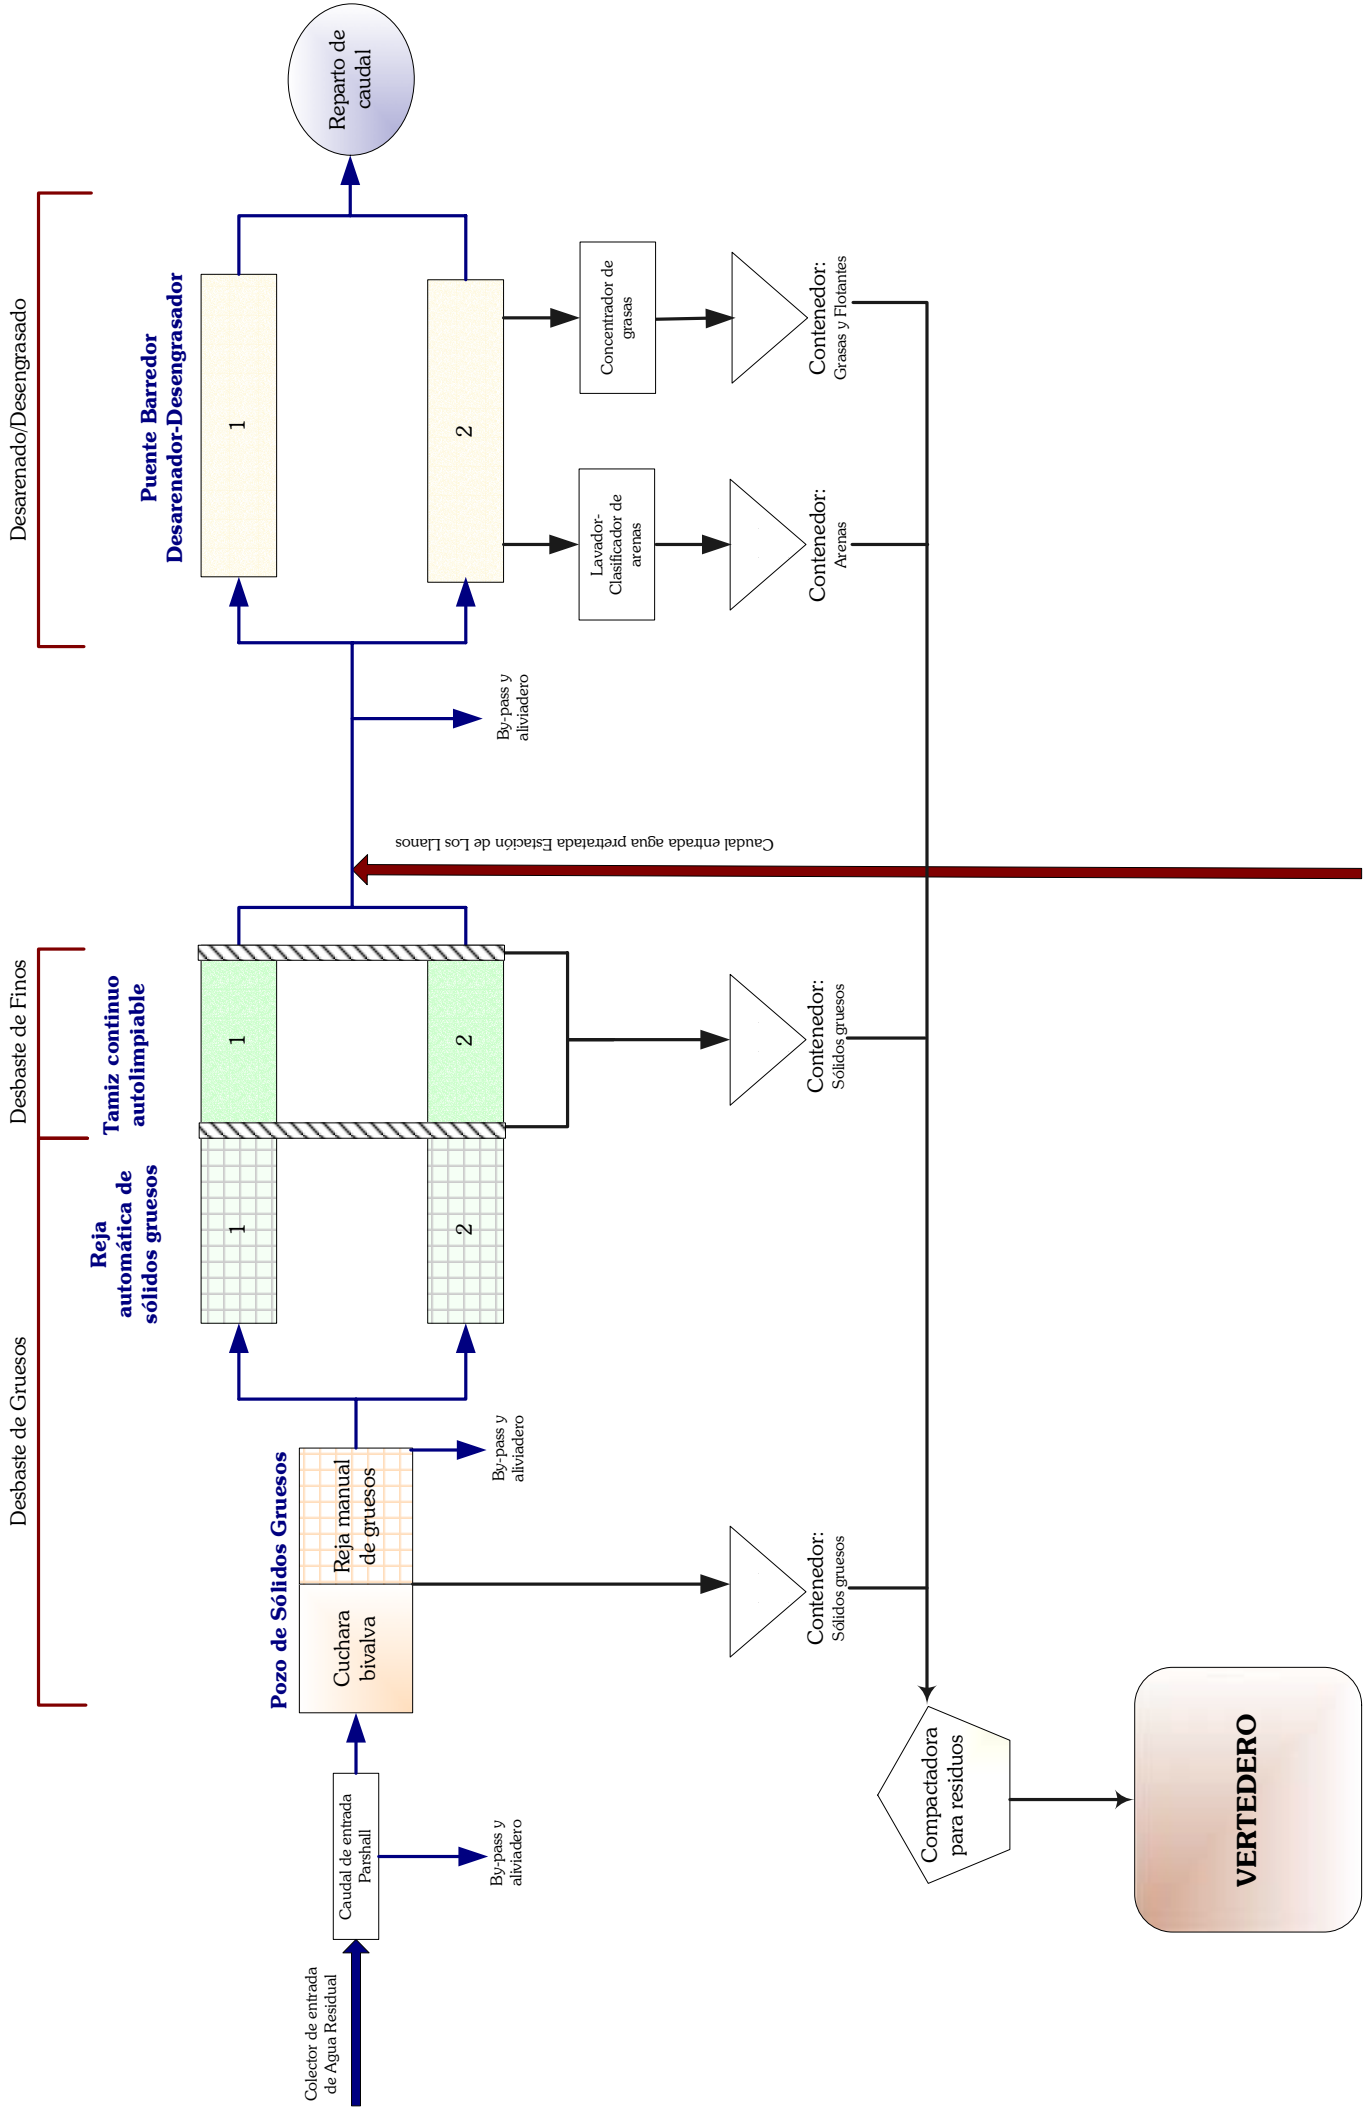 Desbaste de Gruesos
Desbaste de Finos
Desarenado/Desengrasado
Reja
automática de
sólidos gruesos
Tamiz continuo
autolimpiable
Puente Barredor
Desarenador-Desengrasador
Pozo de Sólidos Gruesos
Colector de entrada
de Agua Residual
Caudal de entrada
Parshall
Cuchara
bivalva
Reja manual
de gruesos
1
1
1
2
2
2
Reparto de
caudal
By-pass y
aliviadero
By-pass y
aliviadero
By-pass y
aliviadero
Caudal entrada agua pretratada Estación de Los Llanos
Lavador-
Clasificador de
arenas
Concentrador de
grasas
Contenedor:
Sólidos gruesos
Contenedor:
Sólidos gruesos
Contenedor:
Arenas
Contenedor:
Grasas y Flotantes
Compactadora
para residuos
VERTEDERO